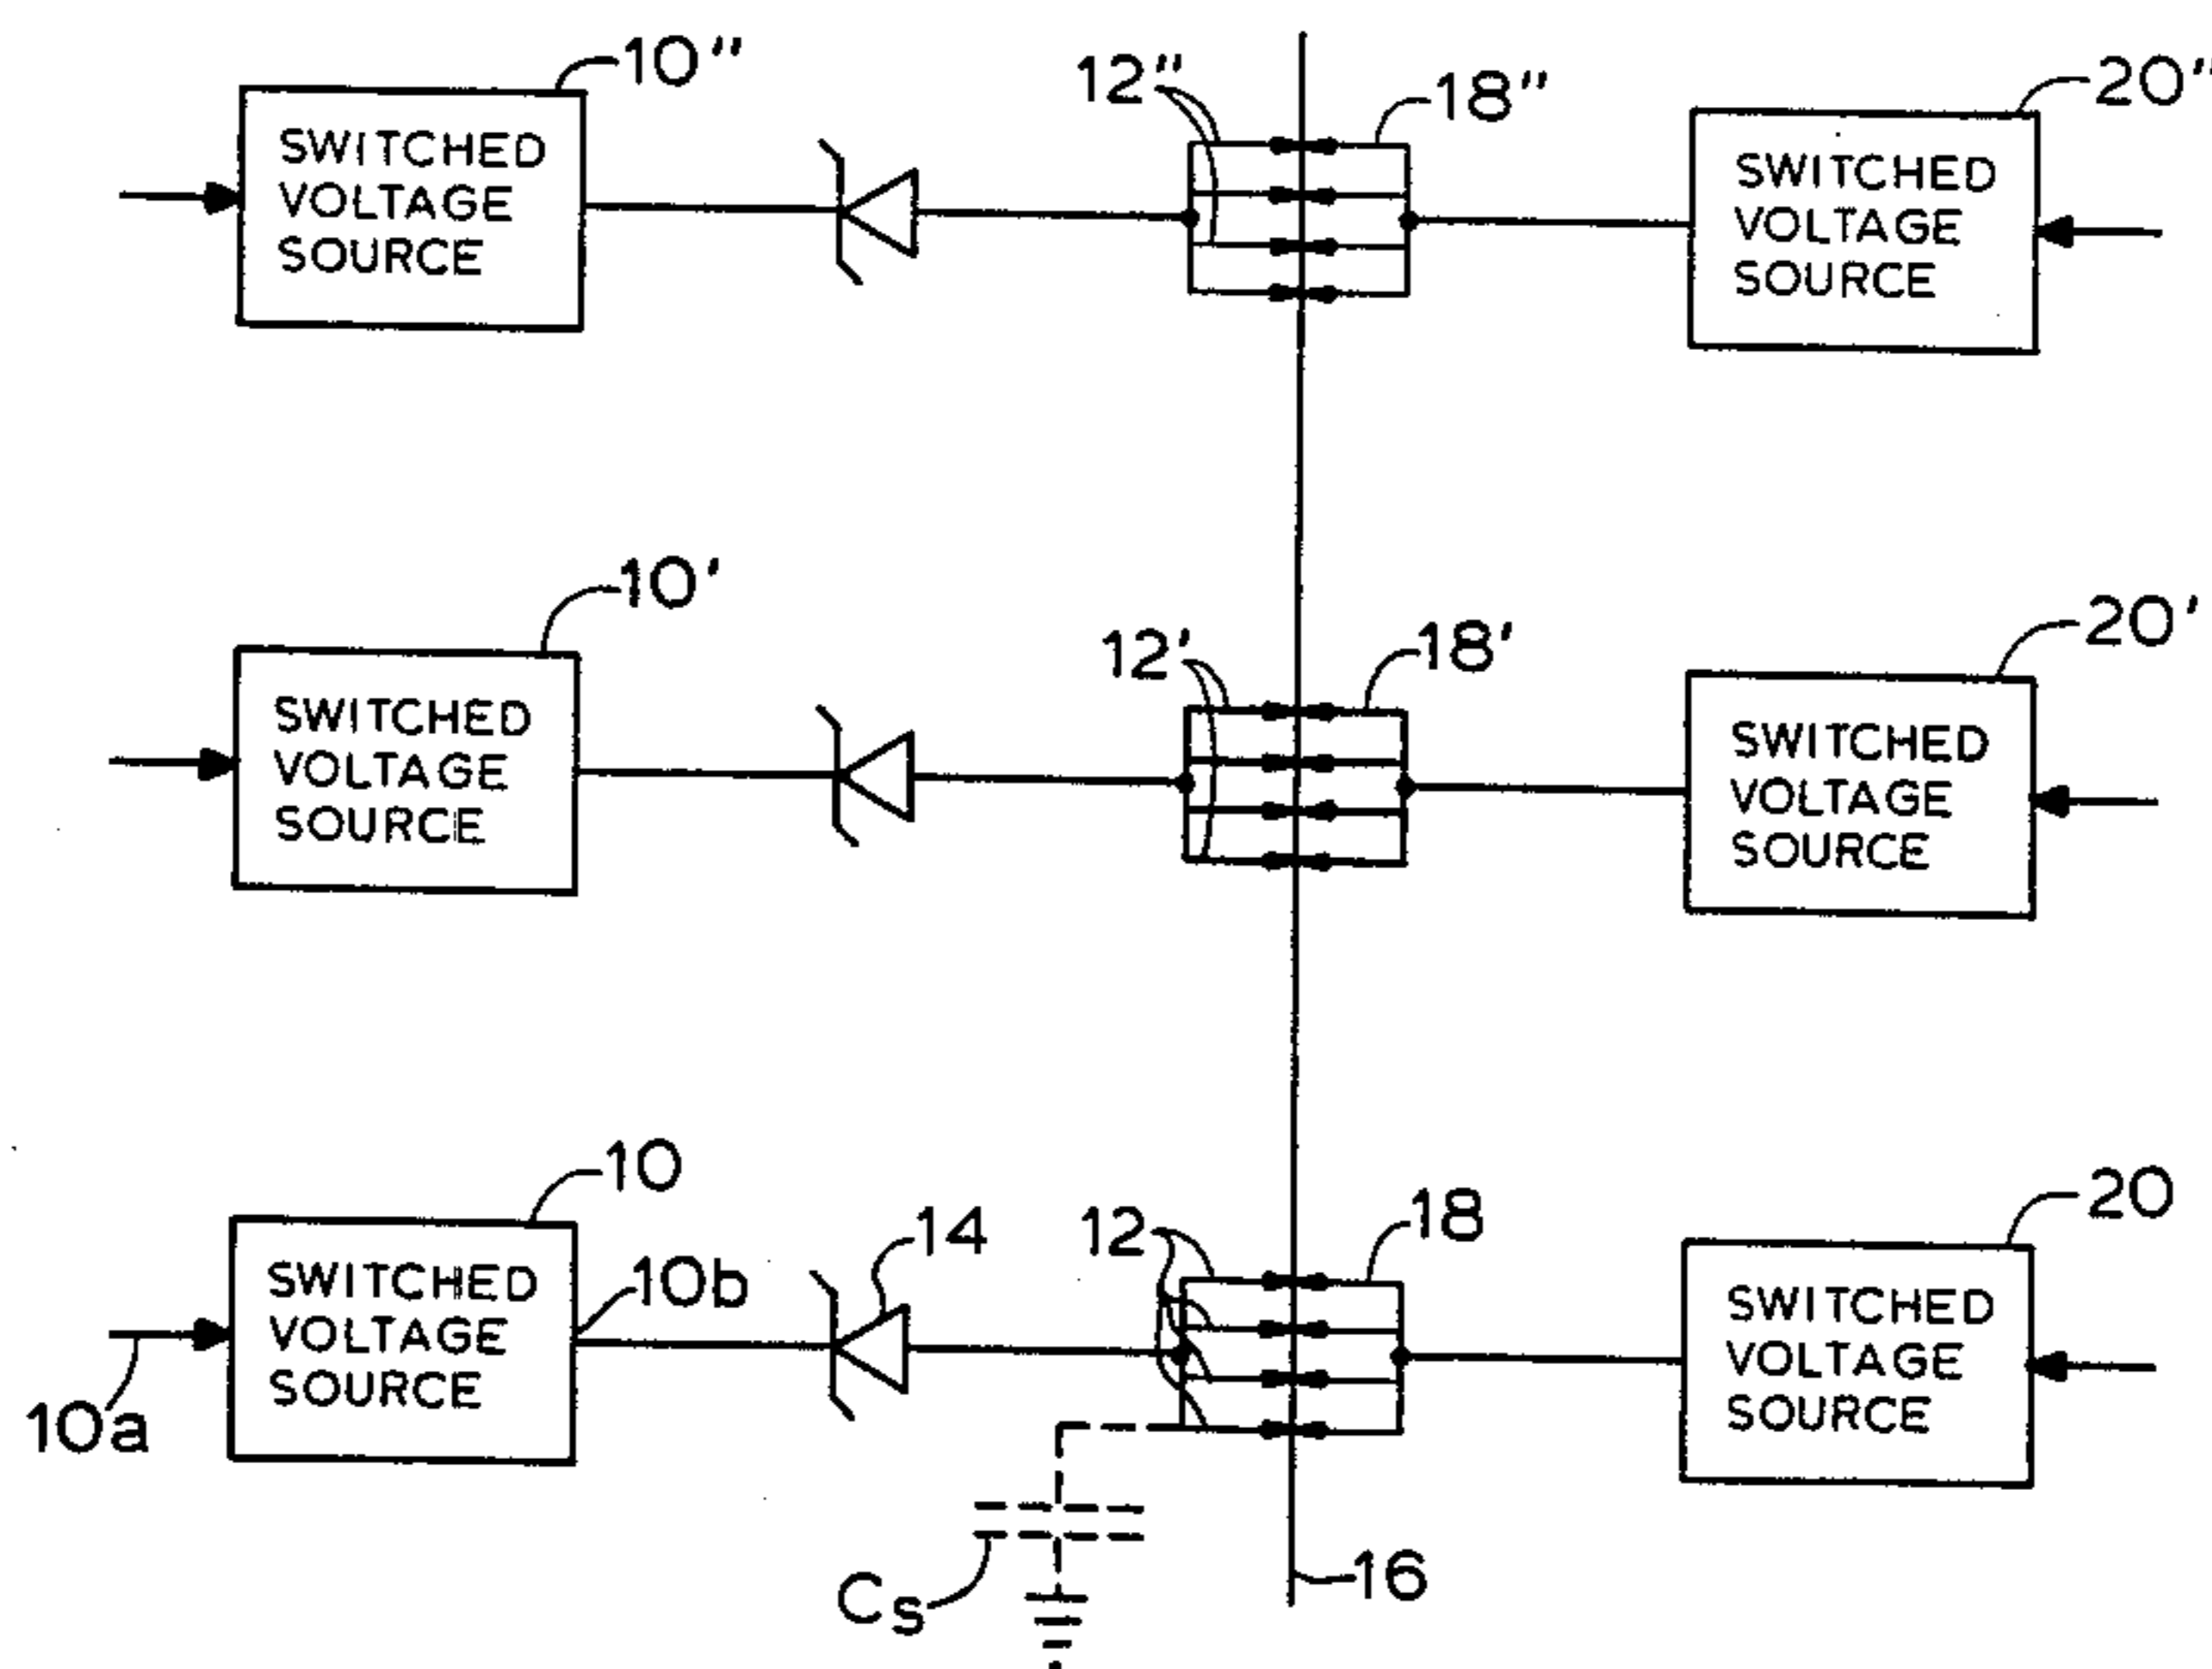 10"
12"
18"
20"
SWITCHED
VOLTAGE
SOURCE
SWITCHED
VOLTAGE
SOURCE
10'
12'
18'
20'
SWITCHED
VOLTAGE
SOURCE
SWITCHED
VOLTAGE
SOURCE
10
14
12
18
20
10b
SWITCHED
VOLTAGE
SOURCE
SWITCHED
VOLTAGE
SOURCE
10a
Cs
16